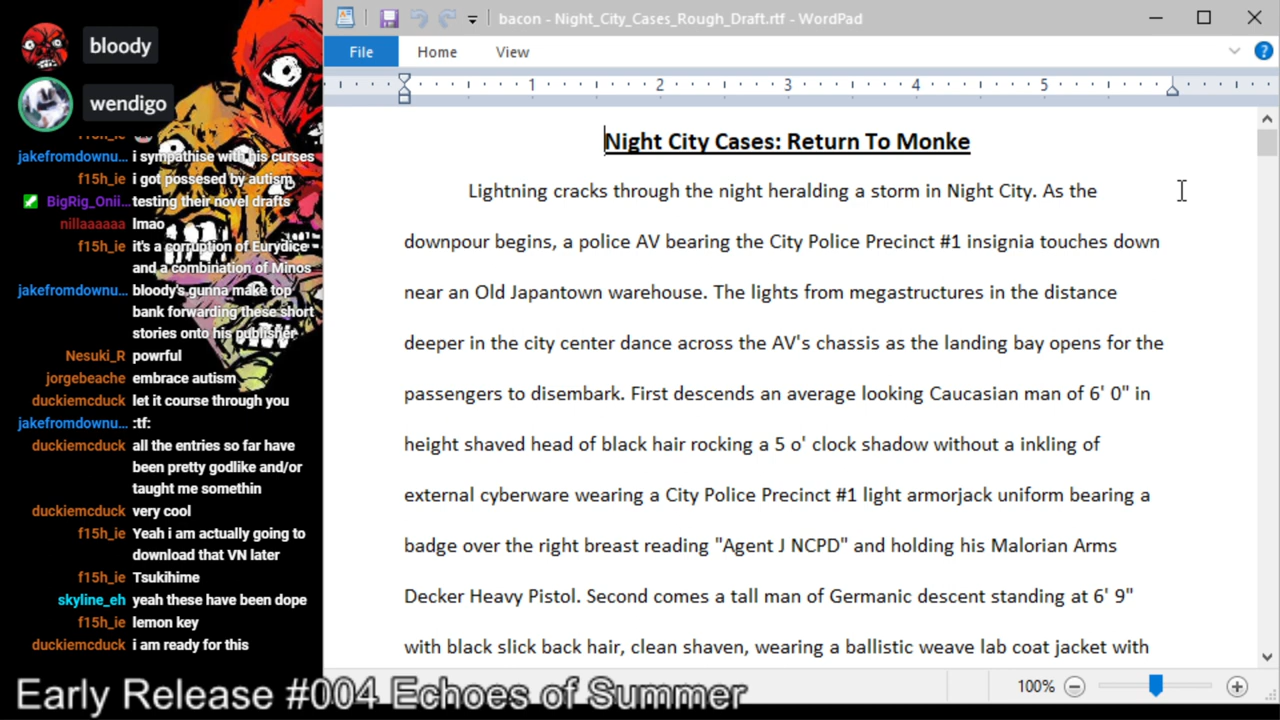 bacon - Night_City_Cases_Rough_Draft.rtf - WordPad
File Home View
1 2 3 4 5
bloody
wendigo
f15h_ie
jakefromdownu... i sympathise with his curses
f15h_ie i got possesed by autism
BigRig_Onii... testing their novel drafts
nillaaaaaa lmao
f15h_ie it's a corruption of Eurydice
and a combination of Minos
jakefromdownu... bloody's gunna make top
bank forwarding these short
stories onto his publisher
Nesuki_R powrful
jorgebeache embrace autism
duckiemcduck let it course through you
jakefromdownu... :tf:
duckiemcduck all the entries so far have
been pretty godlike and/or
taught me somethin
duckiemcduck very cool
f15h_ie Yeah i am actually going to
download that VN later
f15h_ie Tsukihime
skyline_eh yeah these have been dope
f15h_ie lemon key
duckiemcduck i am ready for this
Night City Cases: Return To Monke
Lightning cracks through the night heralding a storm in Night City. As the
downpour begins, a police AV bearing the City Police Precinct #1 insignia touches down
near an Old Japantown warehouse. The lights from megastructures in the distance
deeper in the city center dance across the AV's chassis as the landing bay opens for the
passengers to disembark. First descends an average looking Caucasian man of 6' 0" in
height shaved head of black hair rocking a 5 o' clock shadow without a inkling of
external cyberware wearing a City Police Precinct #1 light armorjack uniform bearing a
badge over the right breast reading "Agent J NCPD" and holding his Malorian Arms
Decker Heavy Pistol. Second comes a tall man of Germanic descent standing at 6' 9"
with black slick back hair, clean shaven, wearing a ballistic weave lab coat jacket with
100%
Early Release #004 Echoes of Summer